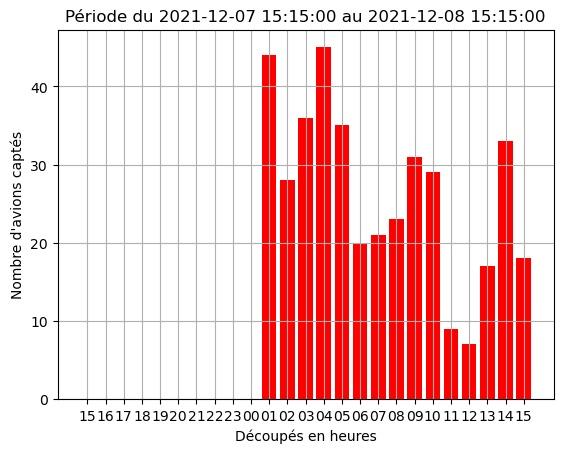 Période du 2021-12-07 15:15:00 au 2021-12-08 15:15:00
Nombre d'avions captés
40
30
20
10
0
15 16 17 18 19 20 21 22 23 00 01 02 03 04 05 06 07 08 09 10 11 12 13 14 15
Découpés en heures